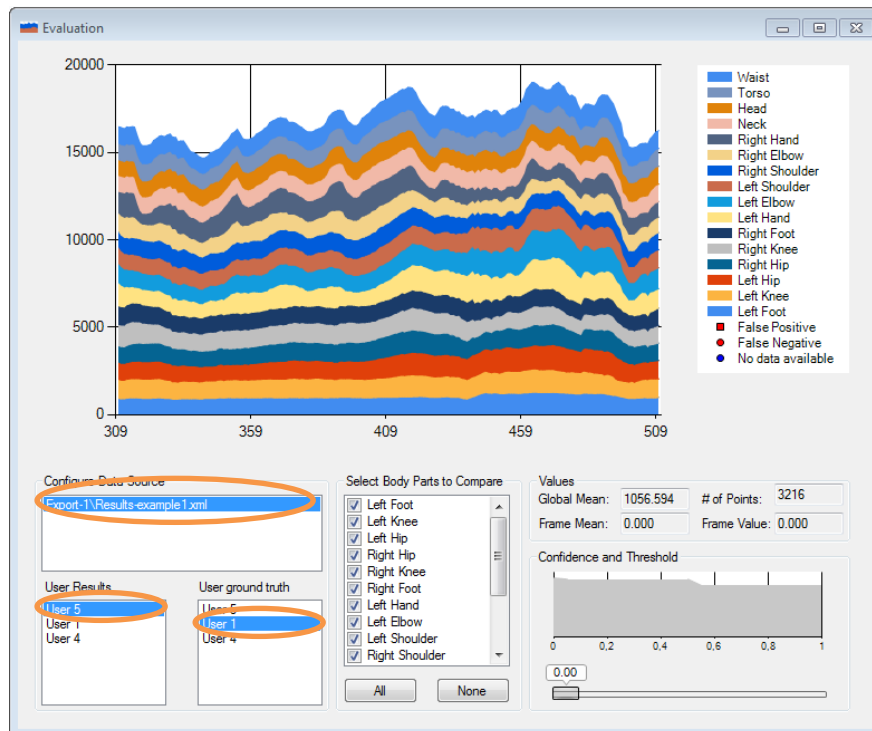 Evaluation
20000
15000
10000
5000
0
309
359
409
459
509
Waist
Torso
Head
Neck
Right Hand
Right Elbow
Right Shoulder
Left Shoulder
Left Elbow
Left Hand
Right Foot
Right Knee
Right Hip
Left Hip
Left Knee
Left Foot
False Positive
False Negative
No data available
Configure Data Source
Export-1\Results-example1.xml
User Results
User 5
User 1
User 4
User ground truth
User 5
User 1
User 4
Select Body Parts to Compare
Left Foot
Left Knee
Left Hip
Right Hip
Right Knee
Right Foot
Left Hand
Left Elbow
Left Shoulder
Right Shoulder
All
None
Values
Global Mean: 1056.594 # of Points: 3216
Frame Mean: 0.000 Frame Value: 0.000
Confidence and Threshold
0 0,2 0,4 0,6 0,8 1
0.00